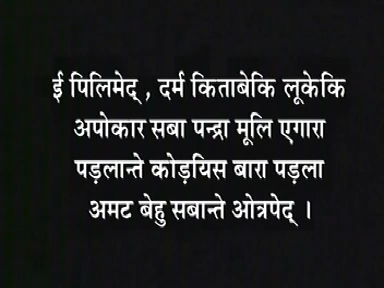 ई पिलिमेद् , दर्म किताबेकि लूकेकि
अपोकार सबा पन्द्रा मूलि एगारा
पड़लान्ते कोड़यिस बारा पड़ला
अमट बेहु सबान्ते ओत्रपेद् ।